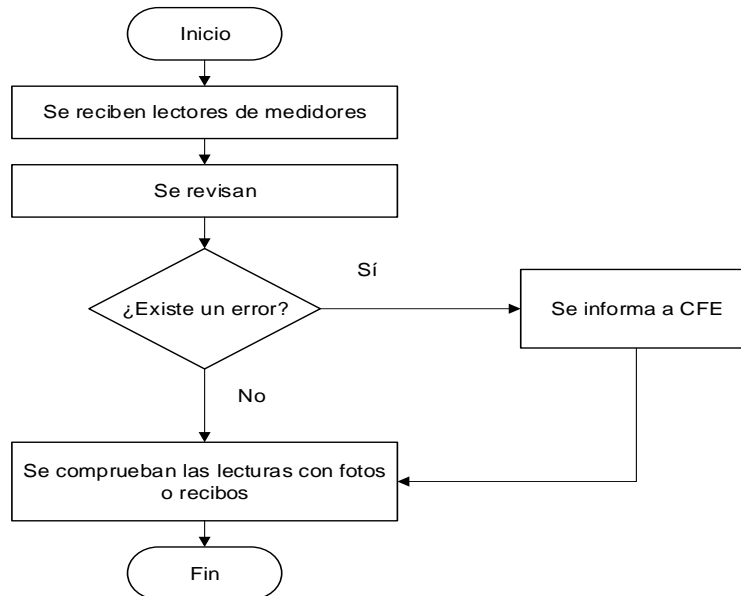 Inicio
Se reciben lectores de medidores
Se revisan
¿Existe un error?
Sí
Se informa a CFE
No
Se comprueban las lecturas con fotos
o recibos
Fin